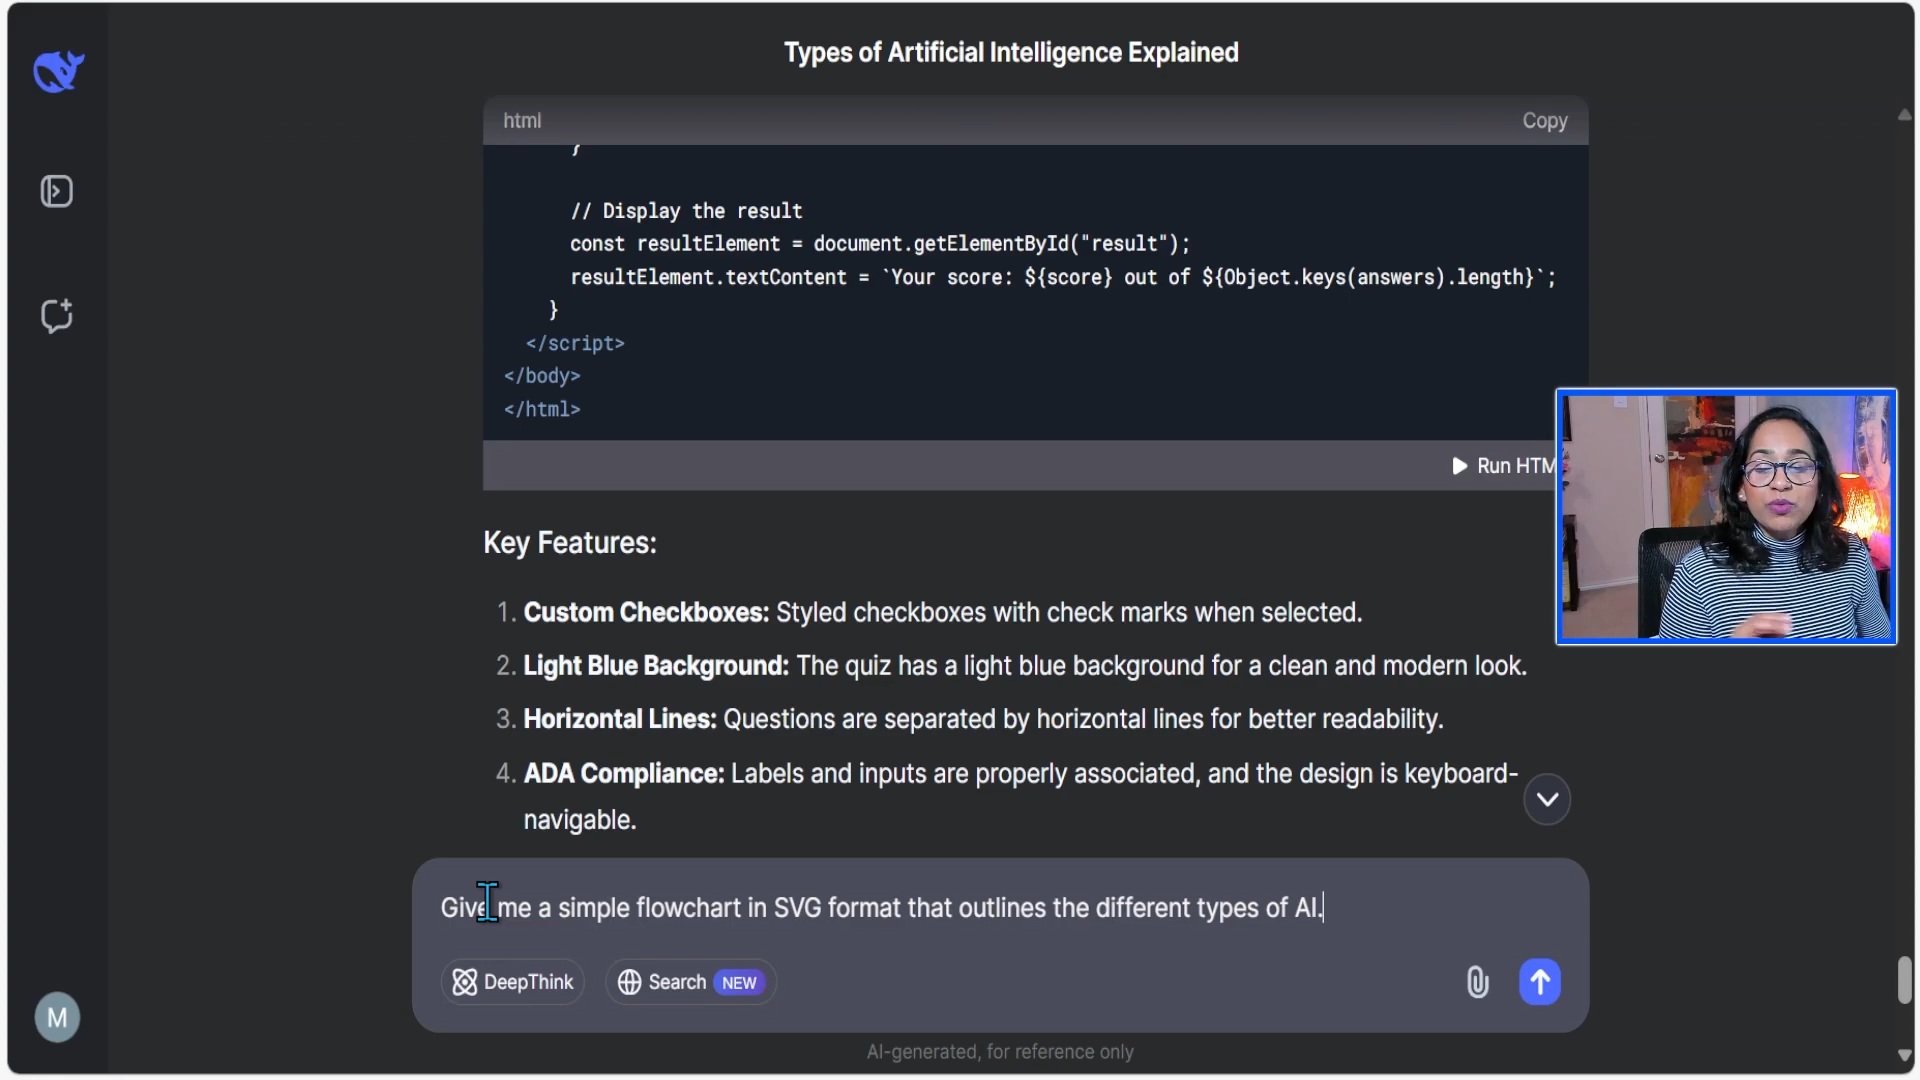 Types of Artificial Intelligence Explained
html
Copy
}
// Display the result
const resultElement = document.getElementById("result");
resultElement.textContent = `Your score: ${score} out of ${Object.keys(answers).length}`;
}
</script>
</body>
</html>
Run HTM
Key Features:
1. Custom Checkboxes: Styled checkboxes with check marks when selected.
2. Light Blue Background: The quiz has a light blue background for a clean and modern look.
3. Horizontal Lines: Questions are separated by horizontal lines for better readability.
4. ADA Compliance: Labels and inputs are properly associated, and the design is keyboard-
navigable.
Give me a simple flowchart in SVG format that outlines the different types of AI.
DeepThink
Search NEW
M
AI-generated, for reference only